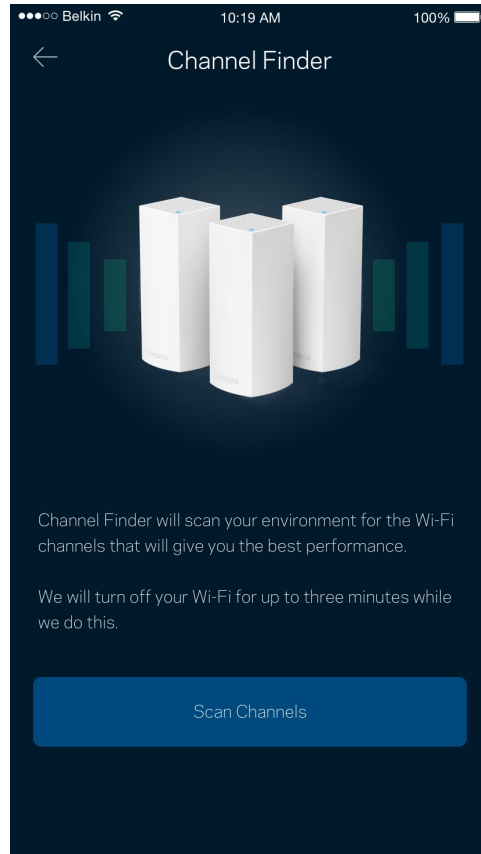 Belkin 10:19 AM 100%
Channel Finder
Channel Finder will scan your environment for the Wi-Fi
channels that will give you the best performance.
We will turn off your Wi-Fi for up to three minutes while
we do this.
Scan Channels